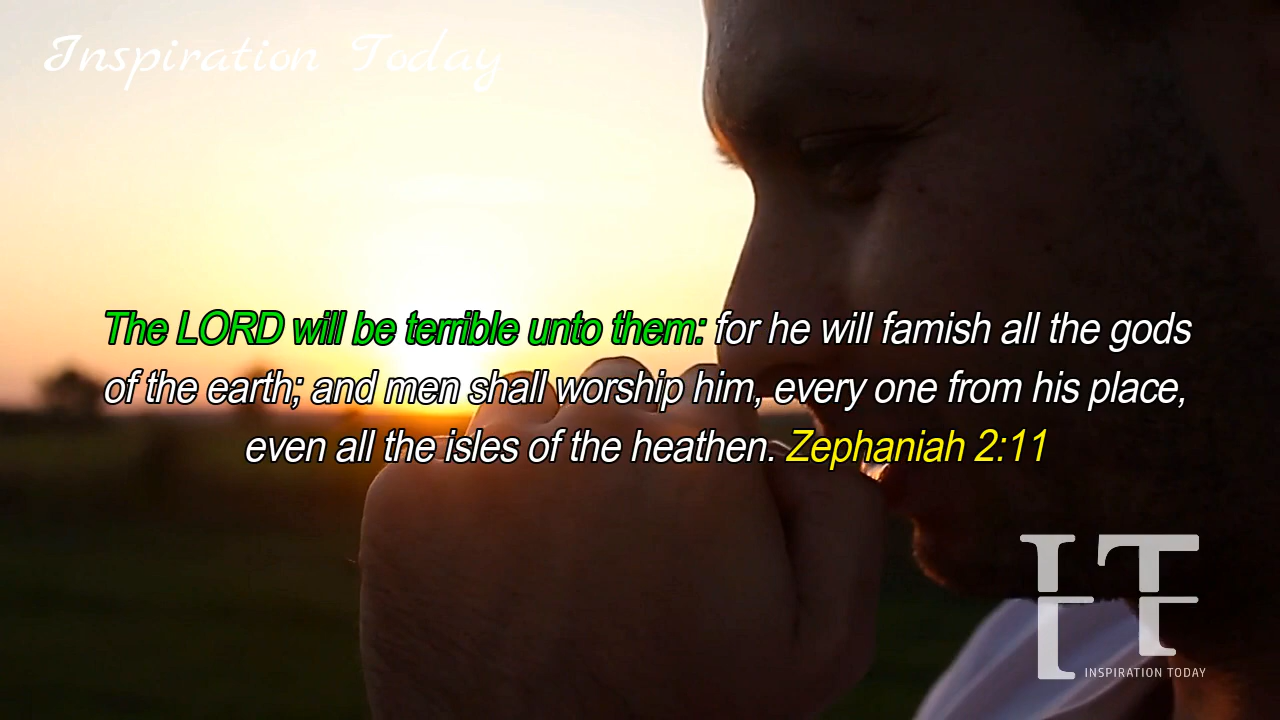 Inspiration Today
The LORD will be terrible unto them: for he will famish all the gods
of the earth; and men shall worship him, every one from his place,
even all the isles of the heathen. Zephaniah 2:11
IT
INSPIRATION TODAY